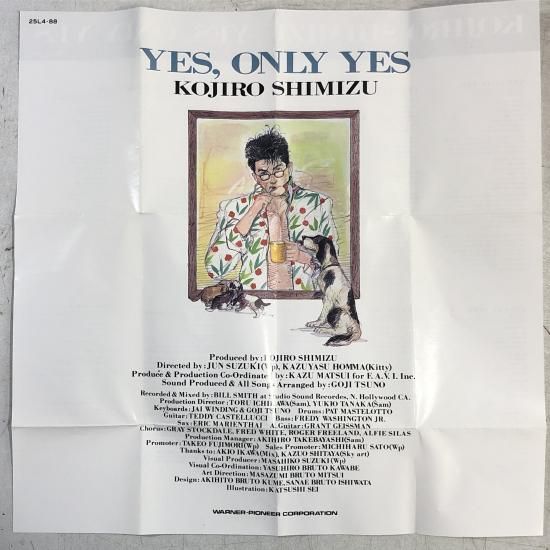 25L4-88
YES, ONLY YES
KOJIRO SHIMIZU
Produced by: KOJIRO SHIMIZU
Directed by: JUN SUZUKI(Wp), KAZUYASU HOMMA(Kitty)
Produce & Production Co-Ordinated by: KAZU MATSUI for F. A. V. I. Inc.
Sound Produced & All Songs Arranged by: GOJI TSUNO
Recorded & Mixed by: BILL SMITH at Studio Sound Recordes, N. Hollywood CA.
Production Director: TORU ICHIKAWA(Sam), YUKIO TANAKA(Sam)
Keyboards: JAI WINDING & GOJI TSUNO Drums: PAT MASTELOTTO
Guitar: TEDDY CASTELLUCCI Bass: FREDY WASHINGTON JR.
Sax: ERIC MARIENTHAL A. Guitar: GRANT GEISSMAN
Chorus: GRAY STOCKDALE, FRED WHITE, ROGER FREELAND, ALFIE SILAS
Production Manager: AKIHIRO TAKEBAYASHI(Sam)
Promoter: TAKEO FUJIMORI(Wp) Sales Promoter: MICHIHARU SATO(Wp)
Thanks to: AKIO IKAWA(Mix), KAZUO SHITAYA(Sky art)
Visual Producer: MASAHIKO SUZUKI(Wp)
Visual Co-Ordination: YASUHIRO BRUTO KAWABE
Art Direction: MASAZUMI BRUTO MITSUI
Design: AKIHITO BRUTO KUME, SANAE BRUTO ISHIWATA
Illustration: KATSUSHI SEI
WARNER-PIONEER CORPORATION